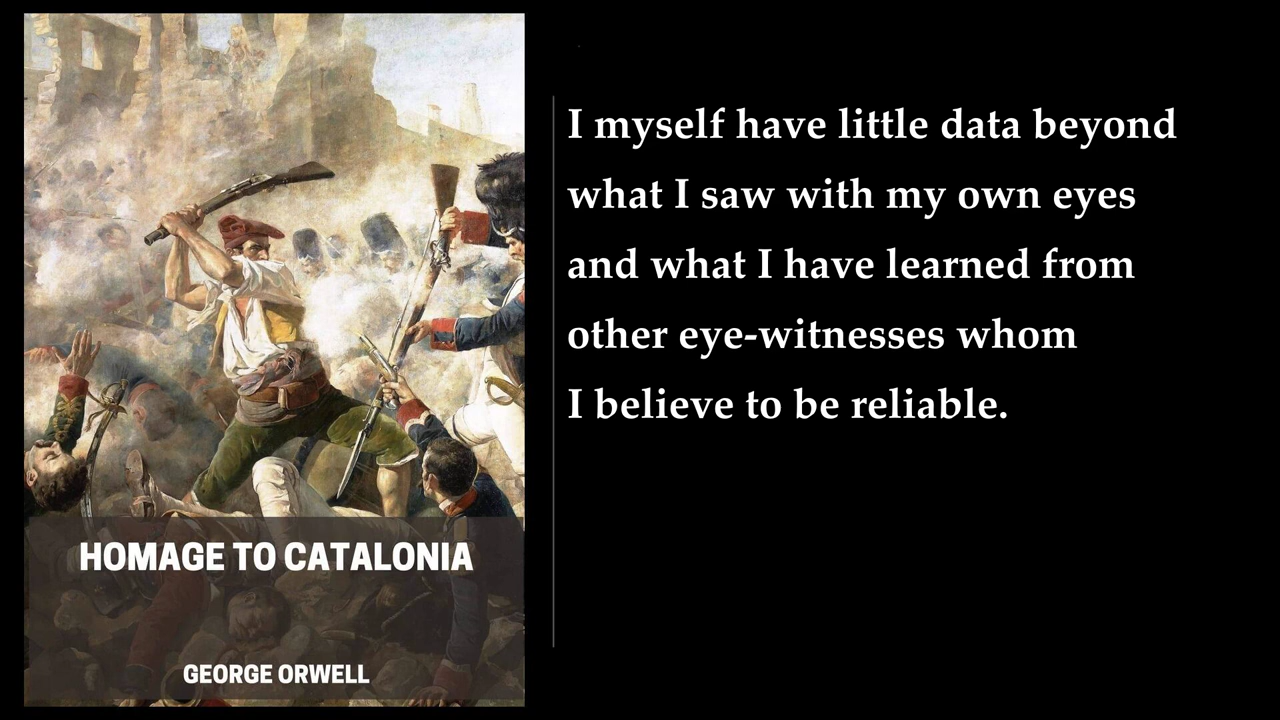 HOMAGE TO CATALONIA
GEORGE ORWELL
I myself have little data beyond
what I saw with my own eyes
and what I have learned from
other eye-witnesses whom
I believe to be reliable.